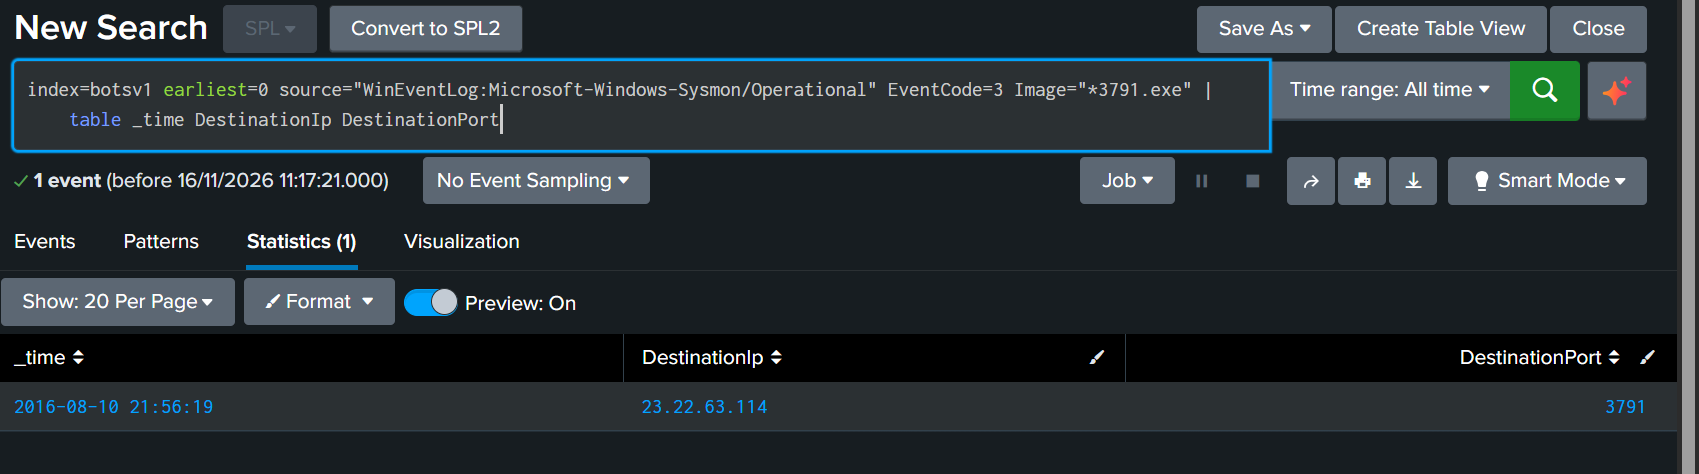 New Search SPL Convert to SPL2 Save As Create Table View Close
index=botsv1 earliest=0 source="WinEventLog:Microsoft-Windows-Sysmon/Operational" EventCode=3 Image="*3791.exe" |
table _time DestinationIp DestinationPort
Time range: All time
1 event (before 16/11/2026 11:17:21.000) No Event Sampling Job Smart Mode
Events Patterns Statistics (1) Visualization
Show: 20 Per Page Format Preview: On
_time DestinationIp DestinationPort
2016-08-10 21:56:19 23.22.63.114 3791